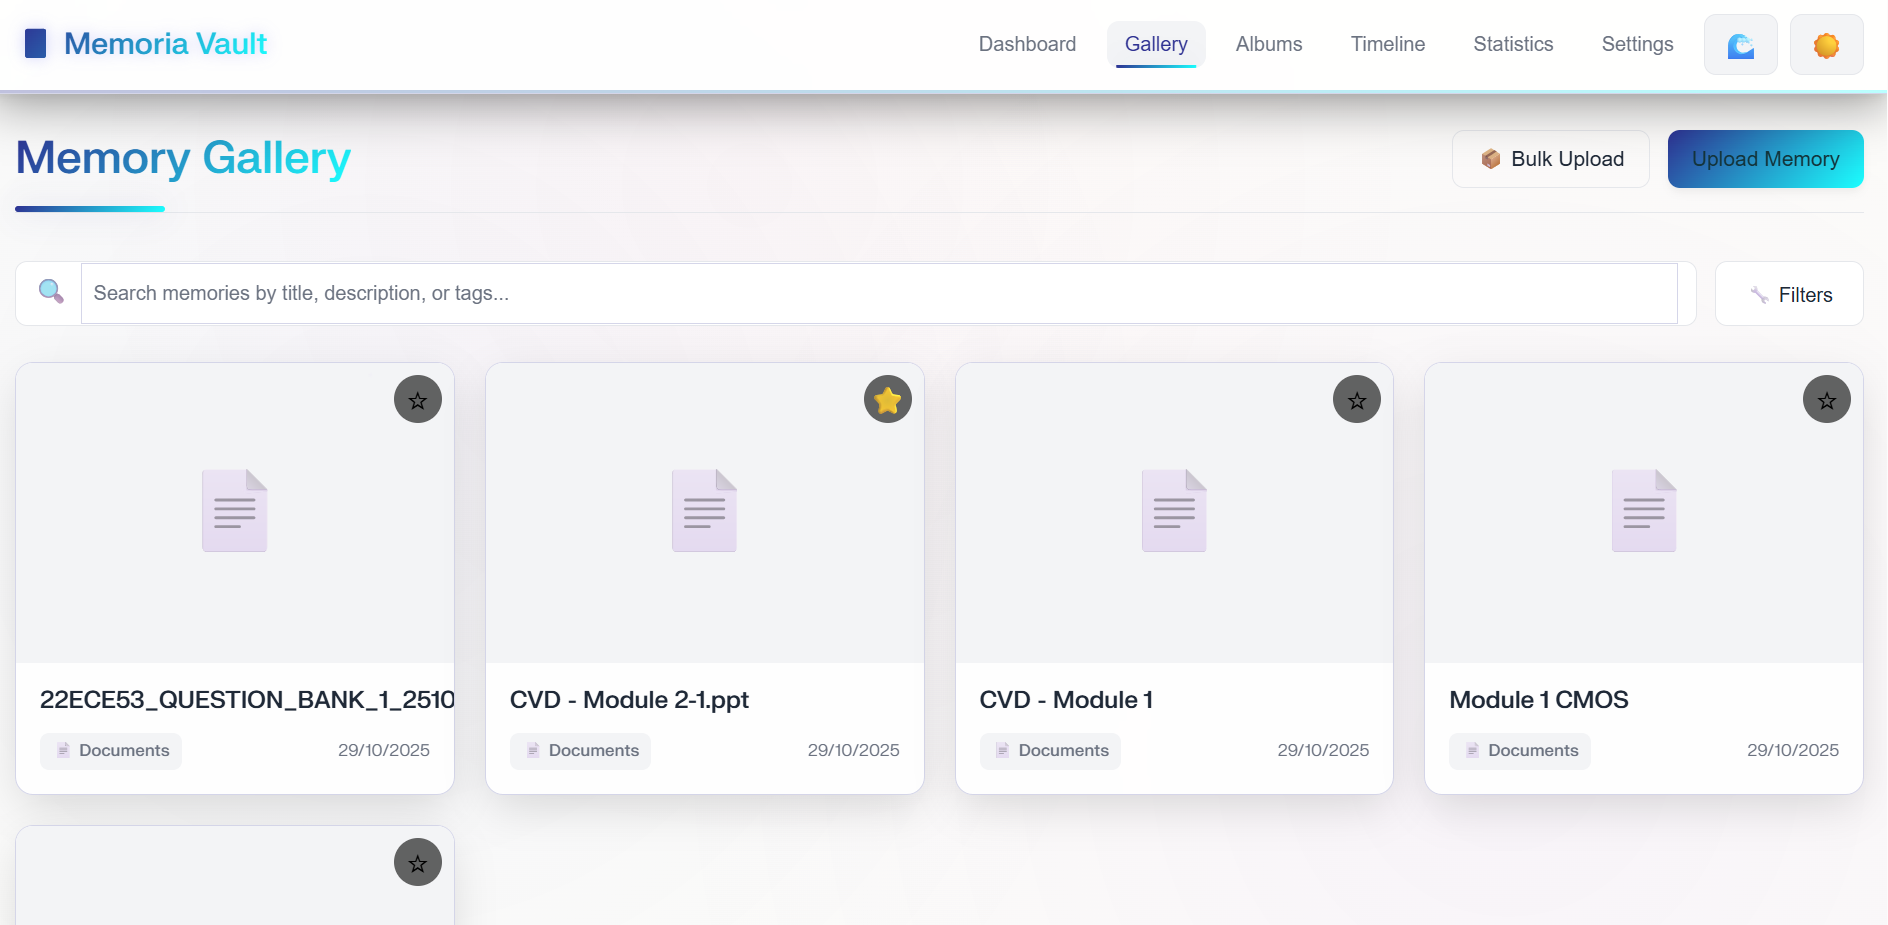 Memoria Vault
Dashboard
Gallery
Albums
Timeline
Statistics
Settings
Memory Gallery
Bulk Upload
Upload Memory
Search memories by title, description, or tags...
Filters
22ECE53_QUESTION_BANK_1_2510
Documents
29/10/2025
CVD - Module 2-1.ppt
Documents
29/10/2025
CVD - Module 1
Documents
29/10/2025
Module 1 CMOS
Documents
29/10/2025